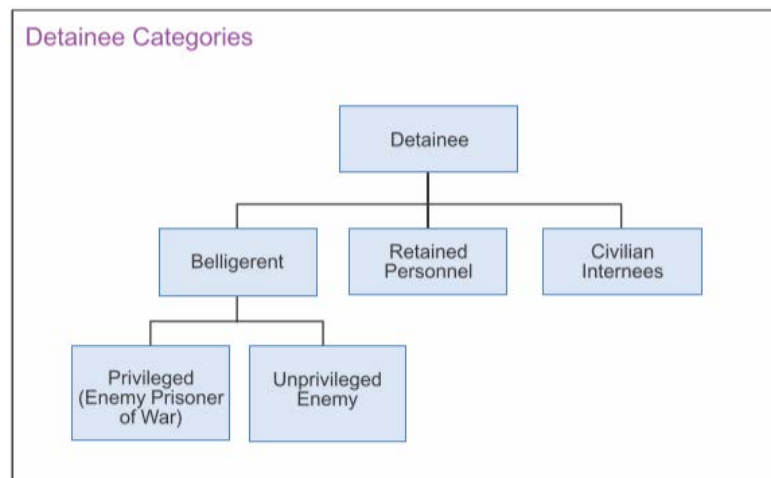 Detainee Categories
Detainee
Belligerent
Retained
Personnel
Civilian
Internees
Privileged
(Enemy Prisoner
of War)
Unprivileged
Enemy